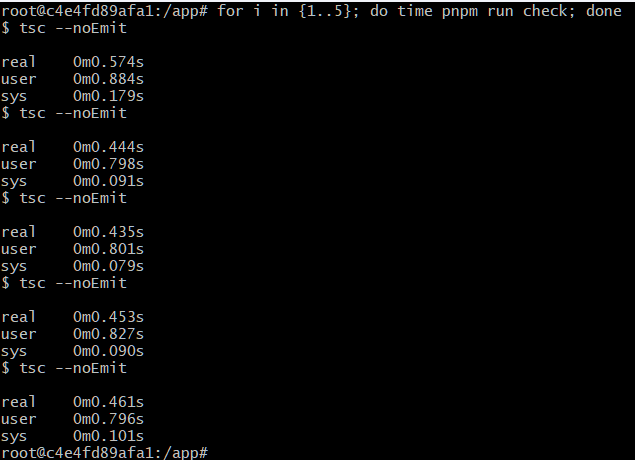 root@c4e4fd89afa1:/app# for i in {1..5}; do time pnpm run check; done
$ tsc --noEmit
real 0m0.574s
user 0m0.884s
sys 0m0.179s
$ tsc --noEmit
real 0m0.444s
user 0m0.798s
sys 0m0.091s
$ tsc --noEmit
real 0m0.435s
user 0m0.801s
sys 0m0.079s
$ tsc --noEmit
real 0m0.453s
user 0m0.827s
sys 0m0.090s
$ tsc --noEmit
real 0m0.461s
user 0m0.796s
sys 0m0.101s
root@c4e4fd89afa1:/app#